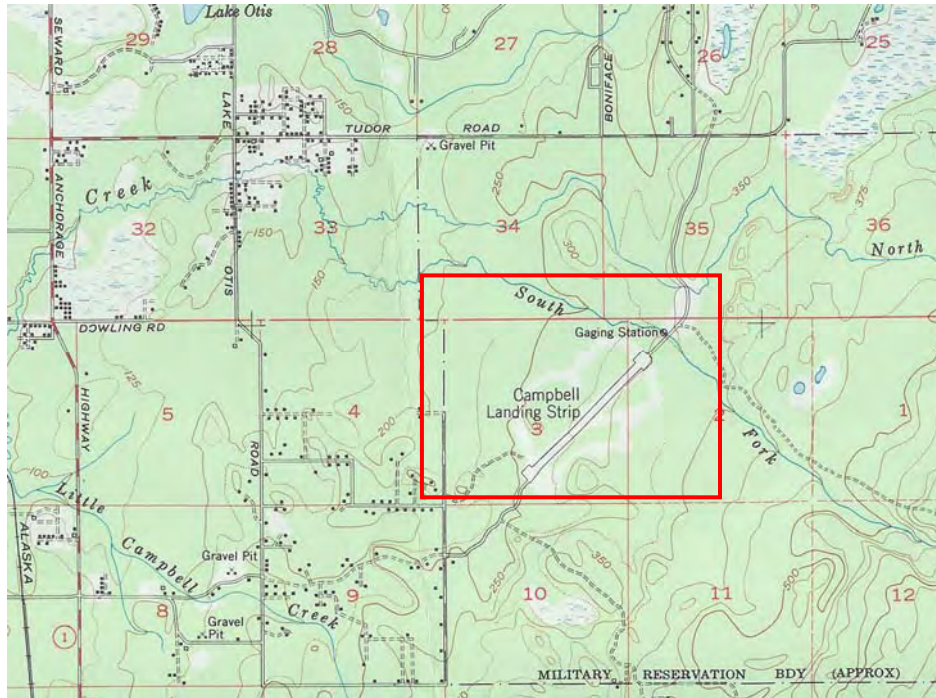 Lake Otis
29
28
27
26
25
SEWARD
LAKE
150
BONIFACE
TUDOR ROAD
Gravel Pit
350
375
250
Creek
ANCHORAGE
32
33
34
35
36
North
150
OTIS
150
300
South
DOWLING RD
Gaging Station
125
HIGHWAY
5
4
Campbell
Landing Strip
3
2
1
200
Fork
ROAD
100
Little
ALASKA
Campbell
Gravel Pit
350
250
500
8
9
10
11
12
Creek
Gravel
Pit
1
MILITARY RESERVATION BDY (APPROX)